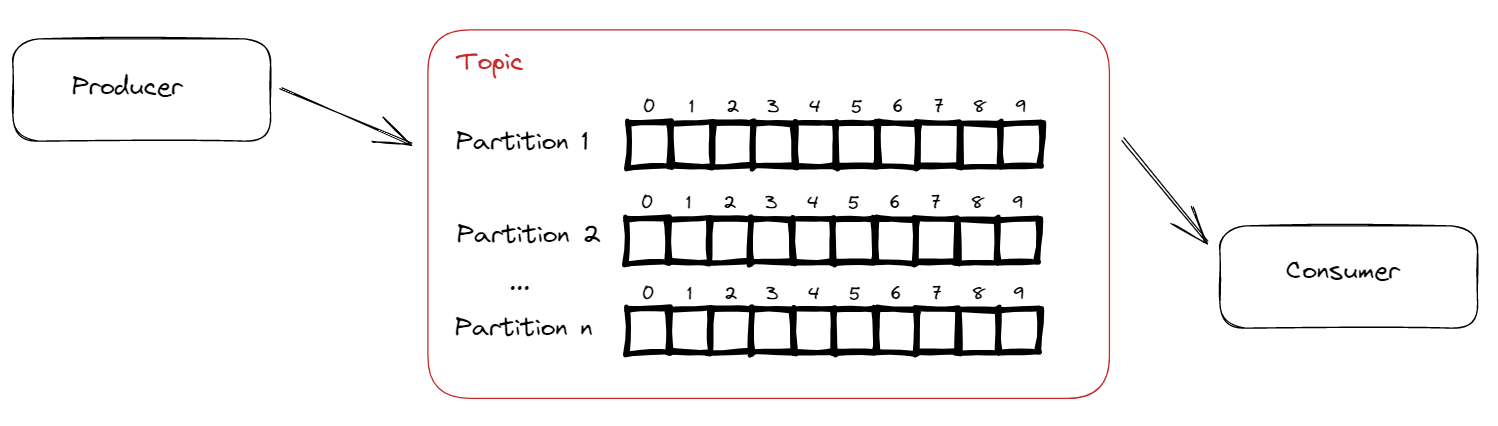 Producer
Topic
0 1 2 3 4 5 6 7 8 9
Partition 1
0 1 2 3 4 5 6 7 8 9
Partition 2
...
0 1 2 3 4 5 6 7 8 9
Partition n
Consumer